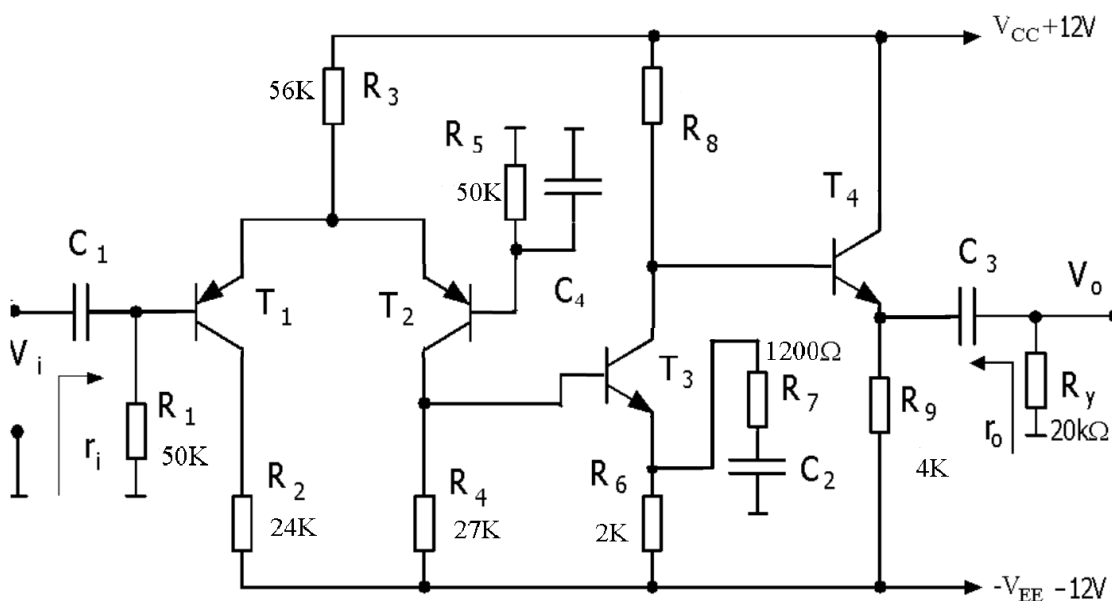 V_CC +12V
56K
R_3
R_8
R_5
50K
T_4
C_1
C_3
V_o
T_1
T_2
C_4
V_i
1200Ω
T_3
R_7
R_1
50K
r_i
R_9
r_o
R_y
20kΩ
4K
R_2
24K
R_4
27K
R_6
2K
C_2
-V_EE -12V